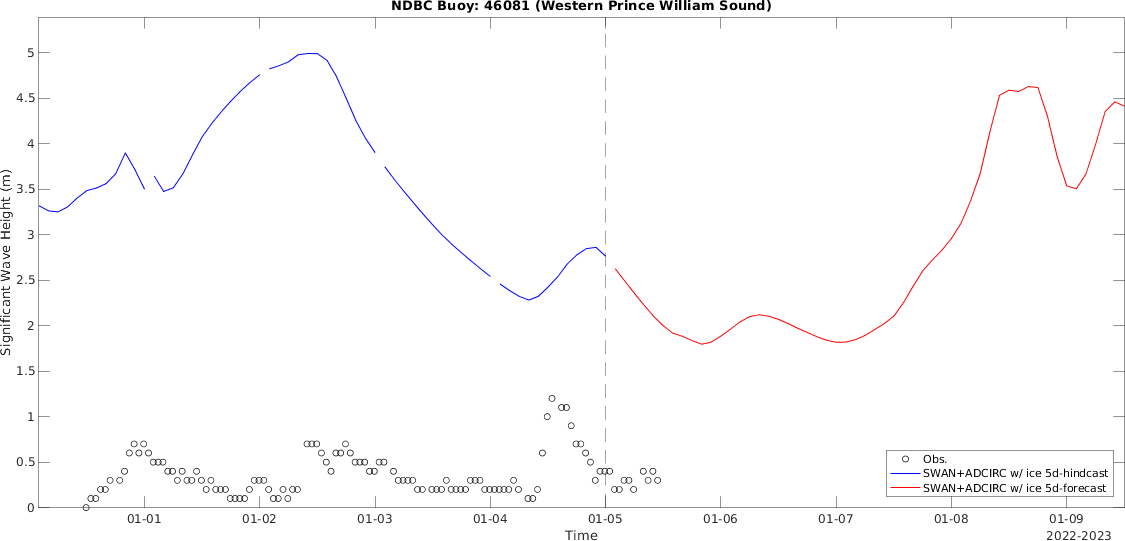 NDBC Buoy: 46081 (Western Prince William Sound)
5
4.5
4
3.5
3
2.5
2
1.5
1
0.5
0
Significant Wave Height (m)
Obs.
SWAN+ADCIRC w/ ice 5d-hindcast
SWAN+ADCIRC w/ ice 5d-forecast
01-01 01-02 01-03 01-04 01-05 01-06 01-07 01-08 01-09
Time
2022-2023